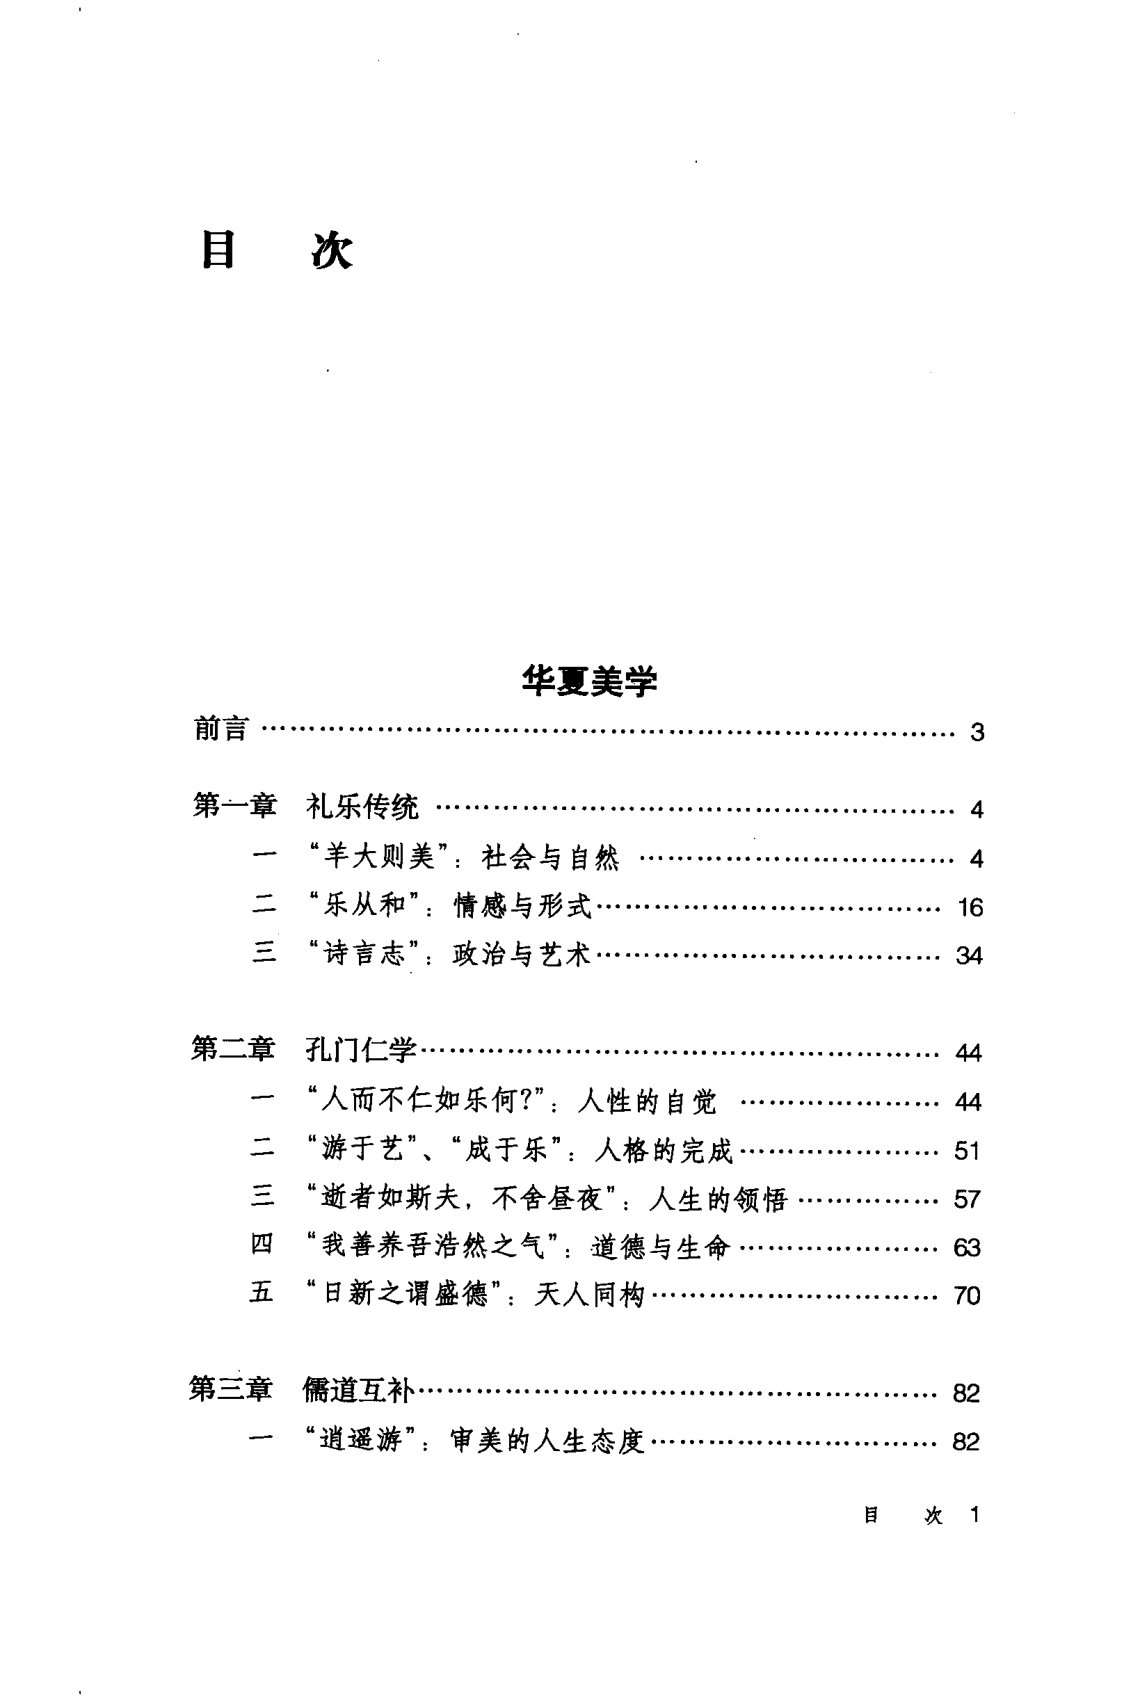 目 次
华夏美学
前言 …………………………………………………………… 3
第一章 礼乐传统 ……………………………………………… 4
一 “羊大则美”：社会与自然 …………………………… 4
二 “乐从和”：情感与形式……………………………… 16
三 “诗言志”：政治与艺术……………………………… 34
第二章 孔门仁学……………………………………………… 44
一 “人而不仁如乐何?”：人性的自觉 ………………… 44
二 “游于艺”、“成于乐”：人格的完成………………… 51
三 “逝者如斯夫，不舍昼夜”：人生的领悟 …………… 57
四 “我善养吾浩然之气”：道德与生命………………… 63
五 “日新之谓盛德”：天人同构………………………… 70
第三章 儒道互补……………………………………………… 82
一 “逍遥游”：审美的人生态度………………………… 82
目 次 1